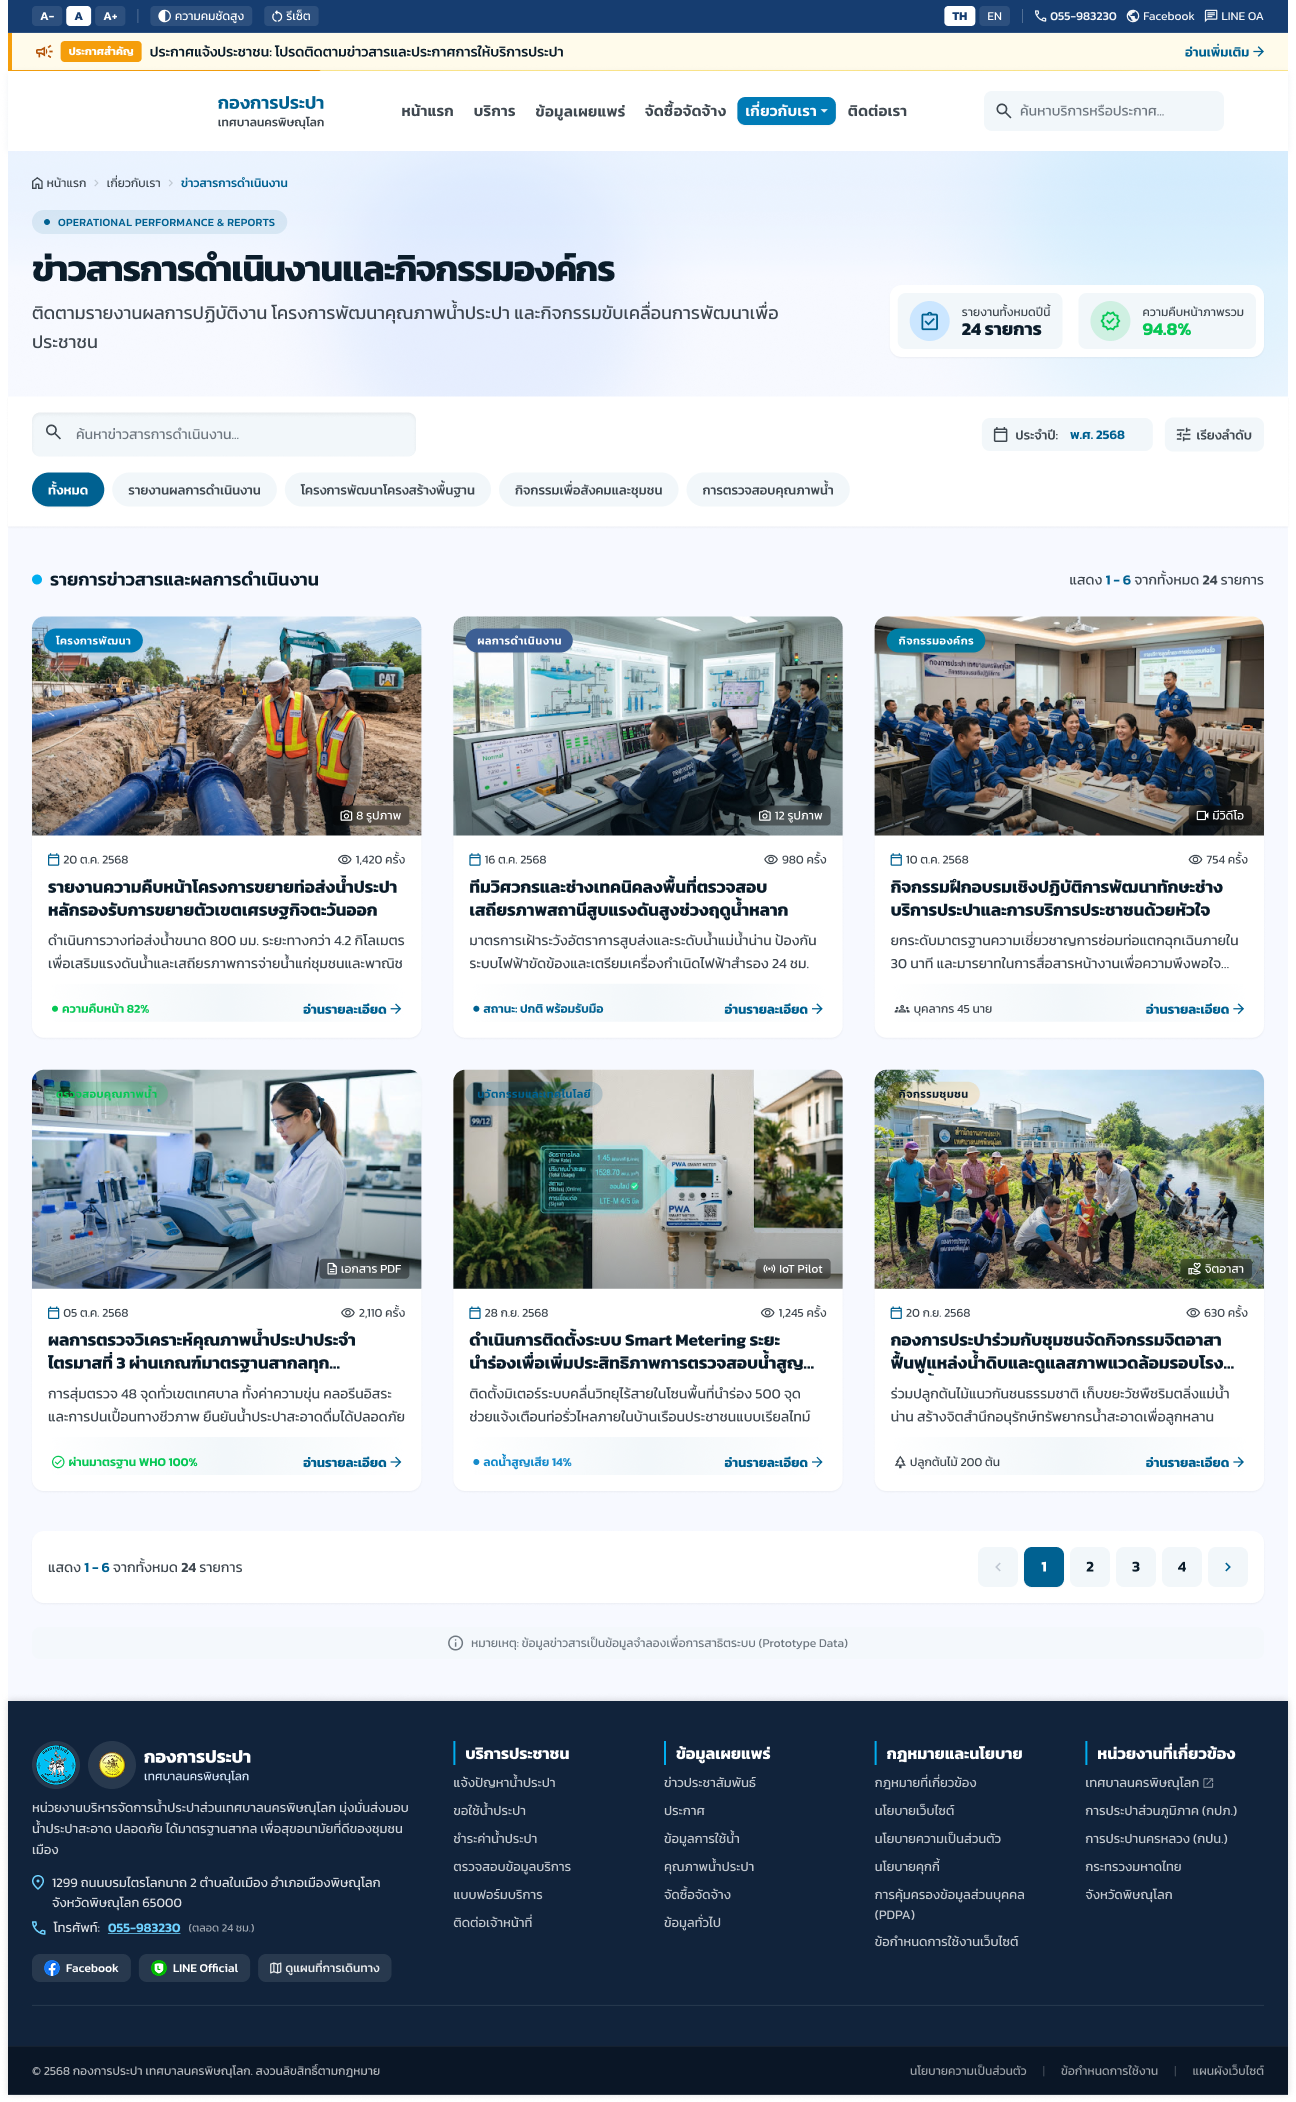 A-
A
A+
ความคมชัดสูง
รีเซ็ต
TH
EN
055-983230
Facebook
LINE OA
ประกาศสำคัญ
ประกาศแจ้งประชาชน: โปรดติดตามข่าวสารและประกาศการให้บริการประปา
อ่านเพิ่มเติม
กองการประปา
เทศบาลนครพิษณุโลก
หน้าแรก
บริการ
ข้อมูลเผยแพร่
จัดซื้อจัดจ้าง
เกี่ยวกับเรา
ติดต่อเรา
ค้นหาบริการหรือประกาศ...
หน้าแรก
เกี่ยวกับเรา
ข่าวสารการดำเนินงาน
OPERATIONAL PERFORMANCE & REPORTS
ข่าวสารการดำเนินงานและกิจกรรมองค์กร
ติดตามรายงานผลการปฏิบัติงาน โครงการพัฒนาคุณภาพน้ำประปา และกิจกรรมขับเคลื่อนการพัฒนาเพื่อ
ประชาชน
รายงานทั้งหมดปีนี้
24 รายการ
ความคืบหน้าภาพรวม
94.8%
ค้นหาข่าวสารการดำเนินงาน...
ประจำปี:
พ.ศ. 2568
เรียงลำดับ
ทั้งหมด
รายงานผลการดำเนินงาน
โครงการพัฒนาโครงสร้างพื้นฐาน
กิจกรรมเพื่อสังคมและชุมชน
การตรวจสอบคุณภาพน้ำ
รายการข่าวสารและผลการดำเนินงาน
แสดง 1 - 6 จากทั้งหมด 24 รายการ
โครงการพัฒนา
CAT
8 รูปภาพ
20 ต.ค. 2568
1,420 ครั้ง
รายงานความคืบหน้าโครงการขยายท่อส่งน้ำประปา
หลักรองรับการขยายตัวเขตเศรษฐกิจตะวันออก
ดำเนินการวางท่อส่งน้ำขนาด 800 มม. ระยะทางกว่า 4.2 กิโลเมตร
เพื่อเสริมแรงดันน้ำและเสถียรภาพการจ่ายน้ำแก่ชุมชนและพาณิช
ความคืบหน้า 82%
อ่านรายละเอียด
ผลการดำเนินงาน
12 รูปภาพ
16 ต.ค. 2568
980 ครั้ง
ทีมวิศวกรและช่างเทคนิคลงพื้นที่ตรวจสอบ
เสถียรภาพสถานีสูบแรงดันสูงช่วงฤดูน้ำหลาก
มาตรการเฝ้าระวังอัตราการสูบส่งและระดับน้ำแม่น้ำน่าน ป้องกัน
ระบบไฟฟ้าขัดข้องและเตรียมเครื่องกำเนิดไฟฟ้าสำรอง 24 ชม.
สถานะ: ปกติ พร้อมรับมือ
อ่านรายละเอียด
กิจกรรมองค์กร
มีวิดีโอ
10 ต.ค. 2568
754 ครั้ง
กิจกรรมฝึกอบรมเชิงปฏิบัติการพัฒนาทักษะช่าง
บริการประปาและการบริการประชาชนด้วยหัวใจ
ยกระดับมาตรฐานความเชี่ยวชาญการซ่อมท่อแตกฉุกเฉินภายใน
30 นาที และมารยาทในการสื่อสารหน้างานเพื่อความพึงพอใจ...
บุคลากร 45 นาย
อ่านรายละเอียด
ตรวจสอบคุณภาพน้ำ
เอกสาร PDF
05 ต.ค. 2568
2,110 ครั้ง
ผลการตรวจวิเคราะห์คุณภาพน้ำประปาประจำ
ไตรมาสที่ 3 ผ่านเกณฑ์มาตรฐานสากลทุก...
การสุ่มตรวจ 48 จุดทั่วเขตเทศบาล ทั้งค่าความขุ่น คลอรีนอิสระ
และการปนเปื้อนทางชีวภาพ ยืนยันน้ำประปาสะอาดดื่มได้ปลอดภัย
ผ่านมาตรฐาน WHO 100%
อ่านรายละเอียด
นวัตกรรมและเทคโนโลยี
99/12
PWA SMART METER
PWA
IoT Pilot
28 ก.ย. 2568
1,245 ครั้ง
ดำเนินการติดตั้งระบบ Smart Metering ระยะ
นำร่องเพื่อเพิ่มประสิทธิภาพการตรวจสอบน้ำสูญ...
ติดตั้งมิเตอร์ระบบคลื่นวิทยุไร้สายในโซนพื้นที่นำร่อง 500 จุด
ช่วยแจ้งเตือนท่อรั่วไหลภายในบ้านเรือนประชาชนแบบเรียลไทม์
ลดน้ำสูญเสีย 14%
อ่านรายละเอียด
กิจกรรมชุมชน
จิตอาสา
20 ก.ย. 2568
630 ครั้ง
กองการประปาร่วมกับชุมชนจัดกิจกรรมจิตอาสา
ฟื้นฟูแหล่งน้ำดิบและดูแลสภาพแวดล้อมรอบโรง...
ร่วมปลูกต้นไม้แนวกันชนธรรมชาติ เก็บขยะวัชพืชริมตลิ่งแม่น้ำ
น่าน สร้างจิตสำนึกอนุรักษ์ทรัพยากรน้ำสะอาดเพื่อลูกหลาน
ปลูกต้นไม้ 200 ต้น
อ่านรายละเอียด
แสดง 1 - 6 จากทั้งหมด 24 รายการ
1
2
3
4
หมายเหตุ: ข้อมูลข่าวสารเป็นข้อมูลจำลองเพื่อการสาธิตระบบ (Prototype Data)
กองการประปา
เทศบาลนครพิษณุโลก
หน่วยงานบริหารจัดการน้ำประปาส่วนเทศบาลนครพิษณุโลก มุ่งมั่นส่งมอบ
น้ำประปาสะอาด ปลอดภัย ได้มาตรฐานสากล เพื่อสุขอนามัยที่ดีของชุมชน
เมือง
1299 ถนนบรมไตรโลกนาถ 2 ตำบลในเมือง อำเภอเมืองพิษณุโลก
จังหวัดพิษณุโลก 65000
โทรศัพท์: 055-983230 (ตลอด 24 ชม.)
Facebook
LINE Official
ดูแผนที่การเดินทาง
บริการประชาชน
แจ้งปัญหาน้ำประปา
ขอใช้น้ำประปา
ชำระค่าน้ำประปา
ตรวจสอบข้อมูลบริการ
แบบฟอร์มบริการ
ติดต่อเจ้าหน้าที่
ข้อมูลเผยแพร่
ข่าวประชาสัมพันธ์
ประกาศ
ข้อมูลการใช้น้ำ
คุณภาพน้ำประปา
จัดซื้อจัดจ้าง
ข้อมูลทั่วไป
กฎหมายและนโยบาย
กฎหมายที่เกี่ยวข้อง
นโยบายเว็บไซต์
นโยบายความเป็นส่วนตัว
นโยบายคุกกี้
การคุ้มครองข้อมูลส่วนบุคคล
(PDPA)
ข้อกำหนดการใช้งานเว็บไซต์
หน่วยงานที่เกี่ยวข้อง
เทศบาลนครพิษณุโลก
การประปาส่วนภูมิภาค (กปภ.)
การประปานครหลวง (กปน.)
กระทรวงมหาดไทย
จังหวัดพิษณุโลก
© 2568 กองการประปา เทศบาลนครพิษณุโลก. สงวนลิขสิทธิ์ตามกฎหมาย
นโยบายความเป็นส่วนตัว
ข้อกำหนดการใช้งาน
แผนผังเว็บไซต์